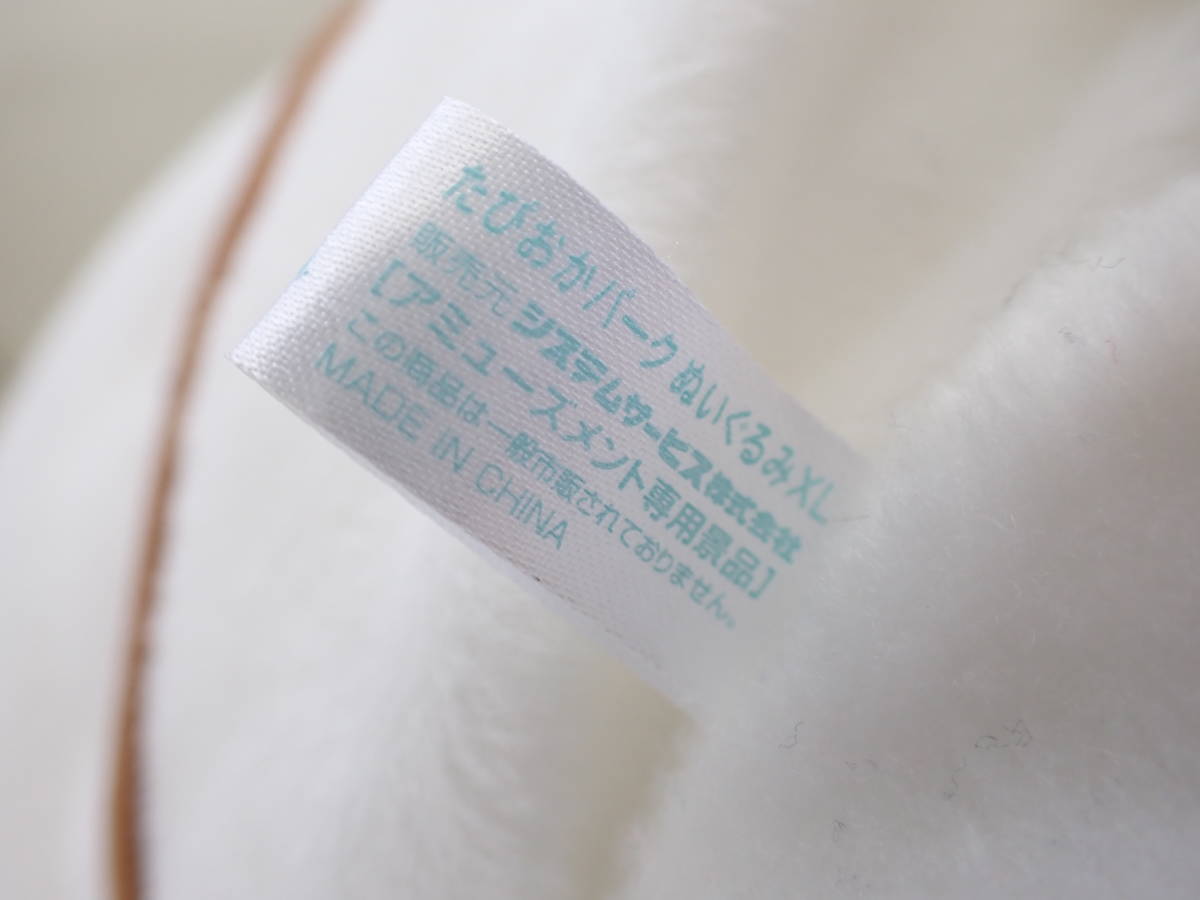 たぴおかパーク ぬいぐるみXL
販売元 システムサービス株式会社
[アミューズメント専用景品]
この商品は一般市販されておりません。
MADE IN CHINA